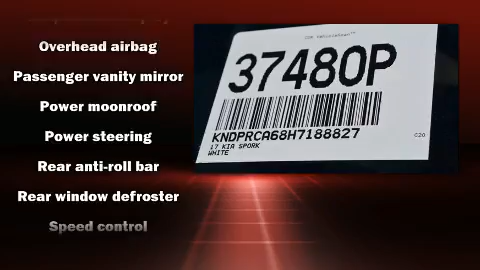 Overhead airbag
Passenger vanity mirror
Power moonroof
Power steering
Rear anti-roll bar
Rear window defroster
Speed control
37480P
KNDPRCA68H7188827
17 KIA SPORK
WHITE
C20